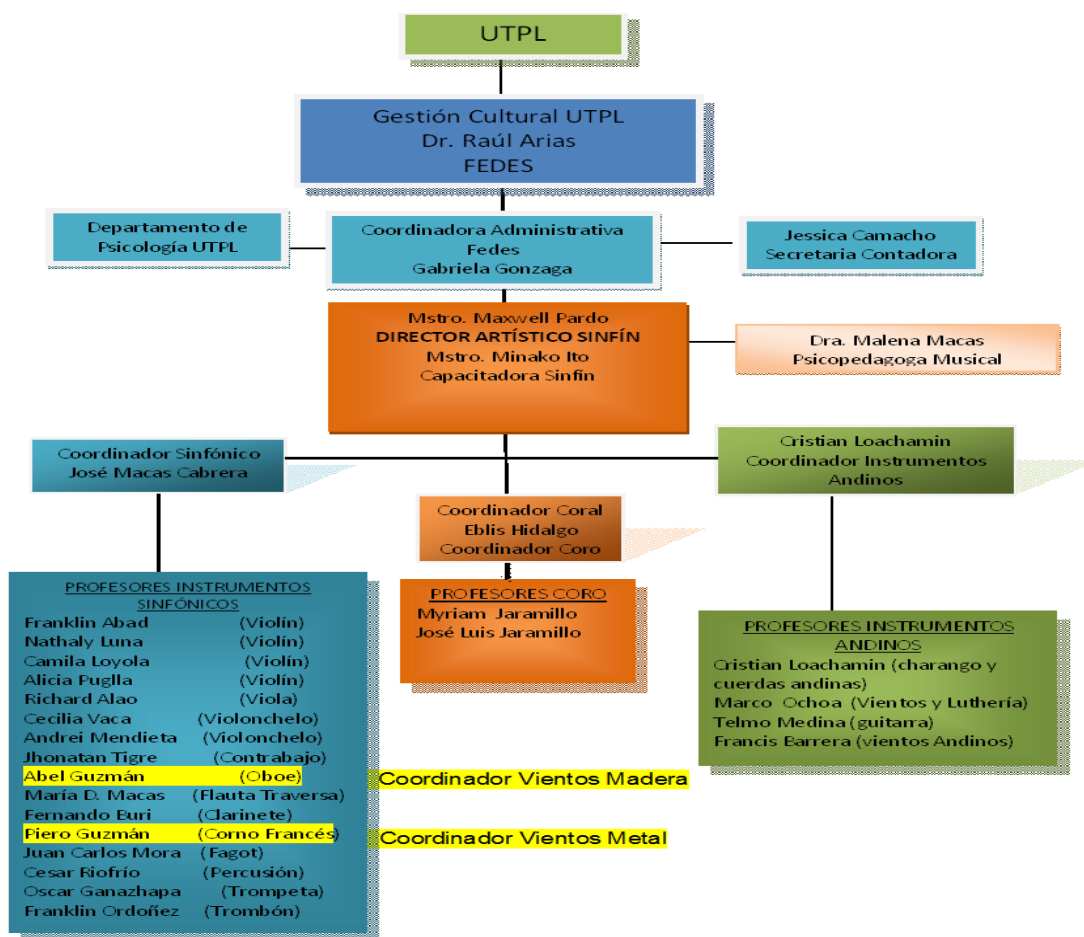 UTPL
Gestión Cultural UTPL
Dr. Raúl Arias
FEDES
Departamento de
Psicología UTPL
Coordinadora Administrativa
Fedes
Gabriela Gonzaga
Jessica Camacho
Secretaria Contadora
Mstro. Maxwell Pardo
DIRECTOR ARTÍSTICO SINFÍN
Mstro. Minako Ito
Capacitadora Sinfín
Dra. Malena Macas
Psicopedagoga Musical
Coordinador Sinfónico
José Macas Cabrera
Cristian Loachamin
Coordinador Instrumentos
Andinos
Coordinador Coral
Eblis Hidalgo
Coordinador Coro
PROFESORES INSTRUMENTOS
SINFÓNICOS
Franklin Abad (Violín)
Nathaly Luna (Violín)
Camila Loyola (Violín)
Alicia Puglla (Violín)
Richard Alao (Viola)
Cecilia Vaca (Violonchelo)
Andrei Mendieta (Violonchelo)
Jhonatan Tigre (Contrabajo)
Abel Guzmán (Oboe) Coordinador Vientos Madera
María D. Macas (Flauta Traversa)
Fernando Buri (Clarinete)
Piero Guzmán (Corno Francés) Coordinador Vientos Metal
Juan Carlos Mora (Fagot)
Cesar Riofrío (Percusión)
Oscar Ganazhapa (Trompeta)
Franklin Ordoñez (Trombón)
PROFESORES CORO
Myriam Jaramillo
José Luis Jaramillo
PROFESORES INSTRUMENTOS
ANDINOS
Cristian Loachamin (charango y
cuerdas andinas)
Marco Ochoa (Vientos y Luthería)
Telmo Medina (guitarra)
Francis Barrera (vientos Andinos)